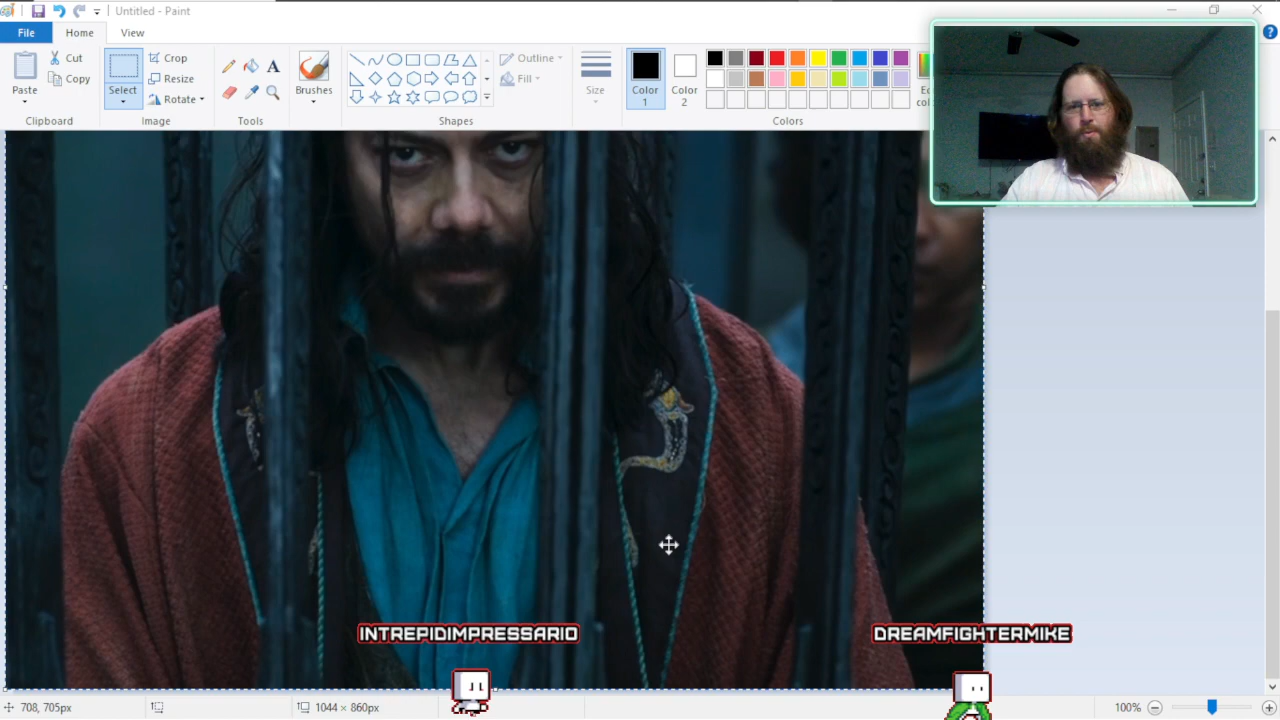 Untitled - Paint
File
Home
View
Paste
Cut
Copy
Clipboard
Select
Crop
Resize
Rotate
Image
Tools
Brushes
Outline
Fill
Shapes
Size
Color
1
Color
2
Colors
INTREPIDIMPRESSARIO
DREAMFIGHTERMIKE
708, 705px
1044 × 860px
100%